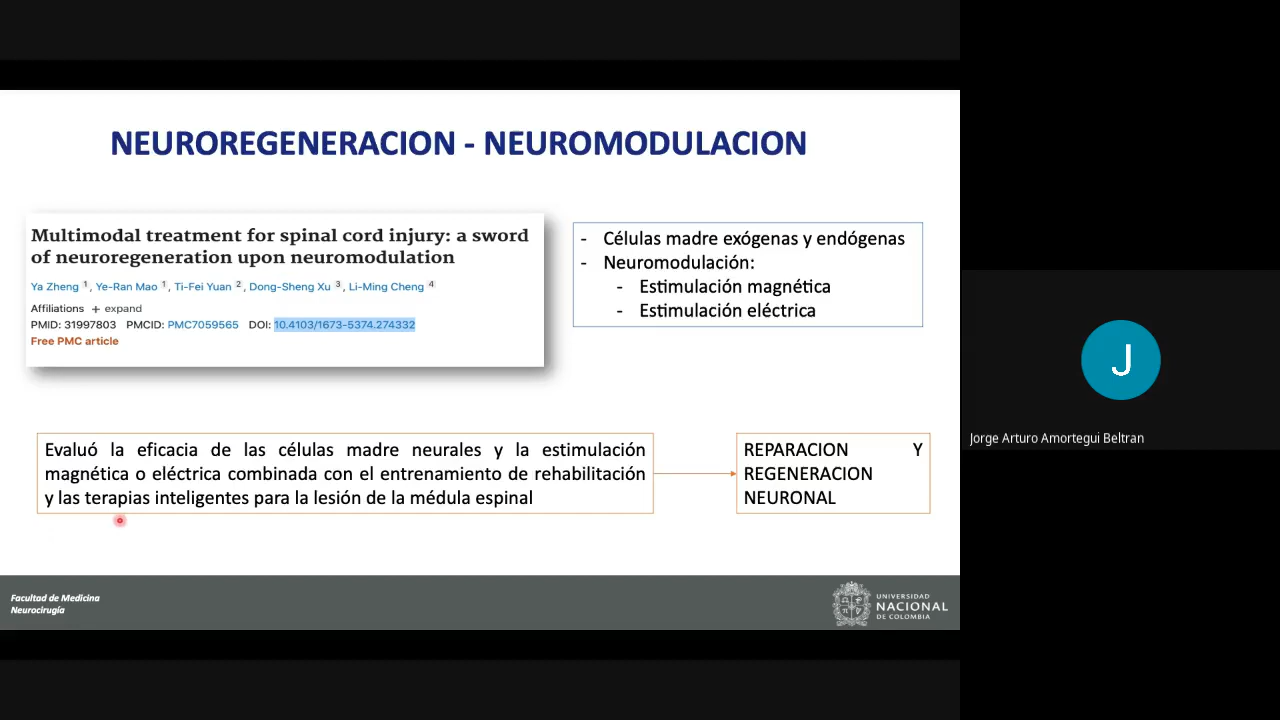 NEUROREGENERACION - NEUROMODULACION
Multimodal treatment for spinal cord injury: a sword
of neuroregeneration upon neuromodulation
Ya Zheng 1, Ye-Ran Mao 1, Ti-Fei Yuan 2, Dong-Sheng Xu 3, Li-Ming Cheng 4
Affiliations + expand
PMID: 31997803 PMCID: PMC7059565 DOI: 10.4103/1673-5374.274332
Free PMC article
- Células madre exógenas y endógenas
- Neuromodulación:
- Estimulación magnética
- Estimulación eléctrica
Evaluó la eficacia de las células madre neurales y la estimulación
magnética o eléctrica combinada con el entrenamiento de rehabilitación
y las terapias inteligentes para la lesión de la médula espinal
REPARACION Y
REGENERACION
NEURONAL
J
Jorge Arturo Amortegui Beltran
Facultad de Medicina
Neurocirugía
UNIVERSIDAD
NACIONAL
DE COLOMBIA